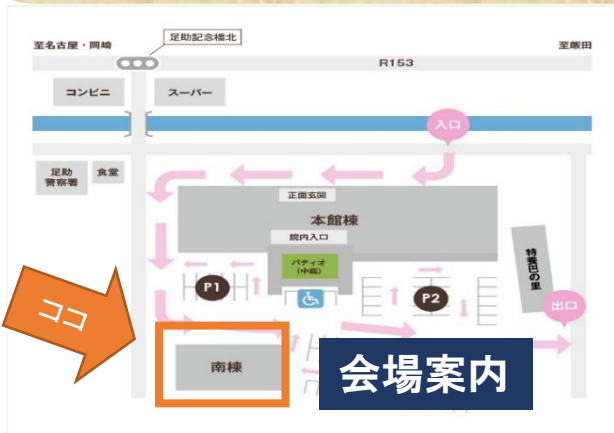 足助記念橋北
至名古屋・岡崎
至飯田
R153
コンビニ
スーパー
入口
足助
警察署
食堂
正面玄関
本館棟
院内入口
パティオ
(中庭)
特養巴の里
P1
P2
出口
ココ
南棟
会場案内